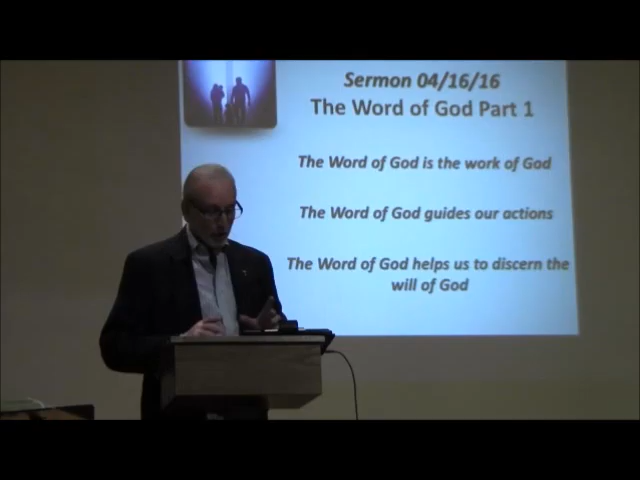 Sermon 04/16/16
The Word of God Part 1
The Word of God is the work of God
The Word of God guides our actions
The Word of God helps us to discern the
will of God